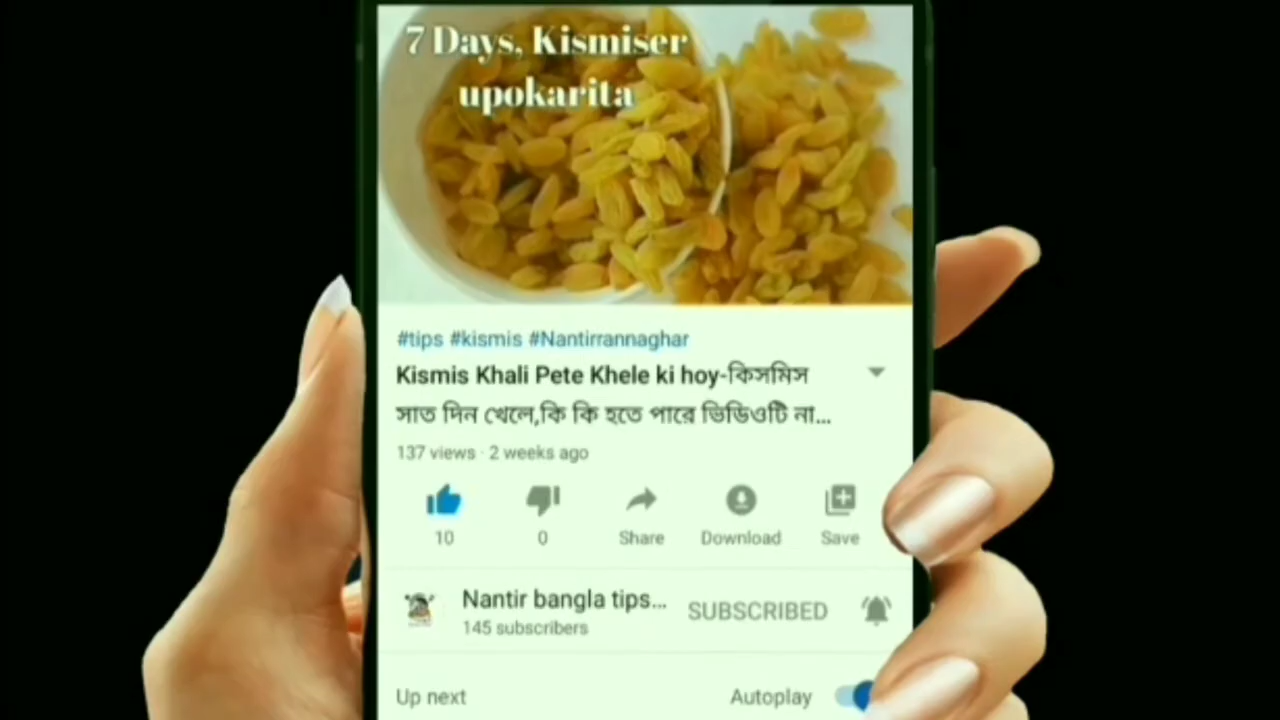 7 Days, Kismiser
upokarita
#tips #kismis #Nantirrannaghar
Kismis Khali Pete Khele ki hoy-কিসমিস
সাত দিন খেলে,কি কি হতে পারে ভিডিওটি না...
137 views · 2 weeks ago
10
0
Share
Download
Save
Nantir bangla tips...
SUBSCRIBED
145 subscribers
Up next
Autoplay